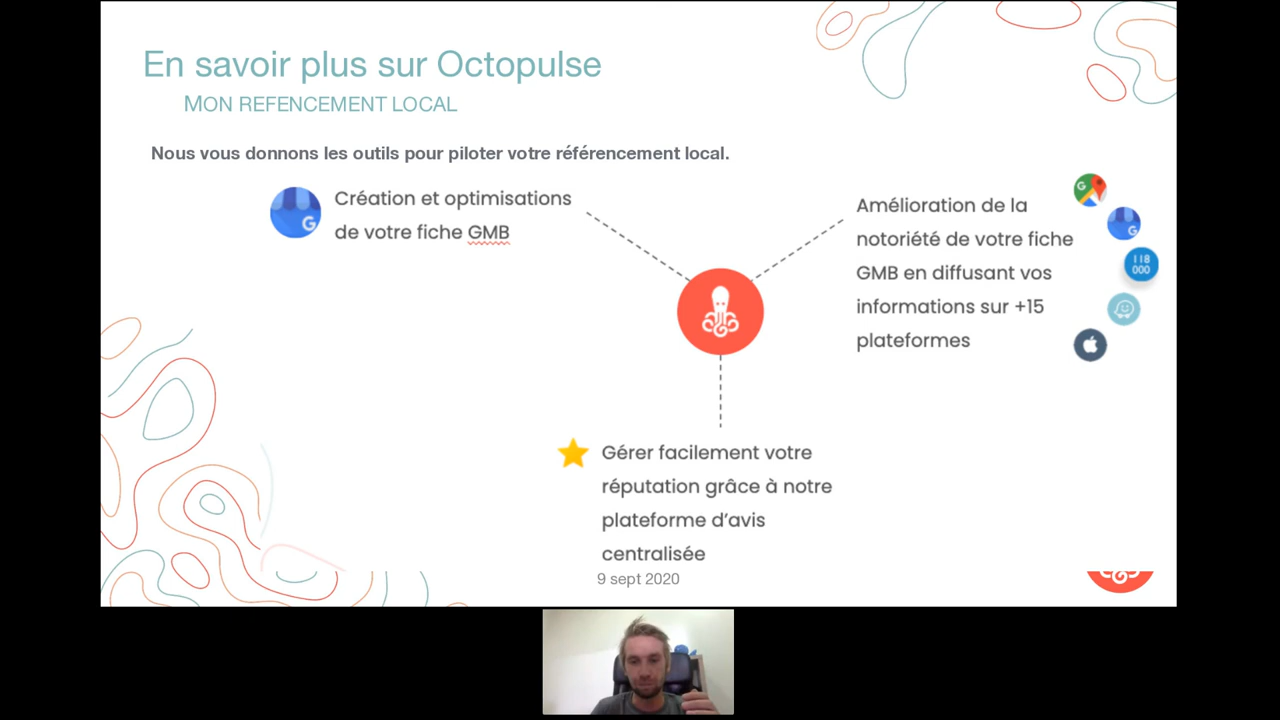 En savoir plus sur Octopulse
MON REFENCEMENT LOCAL
Nous vous donnons les outils pour piloter votre référencement local.
Création et optimisations
de votre fiche GMB
G
Amélioration de la
notoriété de votre fiche
GMB en diffusant vos
informations sur +15
plateformes
G
G
118
000
Gérer facilement votre
réputation grâce à notre
plateforme d'avis
centralisée
9 sept 2020